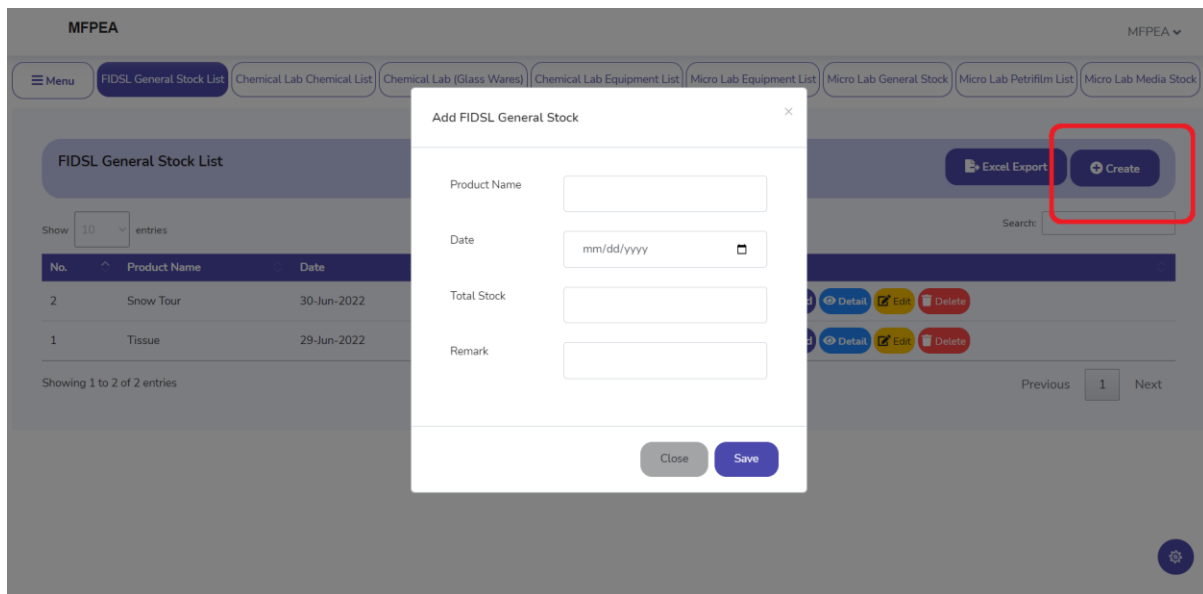 MFPEA
MFPEA
Menu
FIDSL General Stock List
Chemical Lab Chemical List
Chemical Lab (Glass Wares)
Chemical Lab Equipment List
Micro Lab Equipment List
Micro Lab General Stock
Micro Lab Petrifilm List
Micro Lab Media Stock
Add FIDSL General Stock
×
FIDSL General Stock List
Excel Export
Create
Product Name
Show 10 entries
Search:
Date
mm/dd/yyyy
No. Product Name Date
Total Stock
2 Snow Tour 30-Jun-2022 d Detail Edit Delete
1 Tissue 29-Jun-2022 d Detail Edit Delete
Remark
Showing 1 to 2 of 2 entries
Previous 1 Next
Close
Save